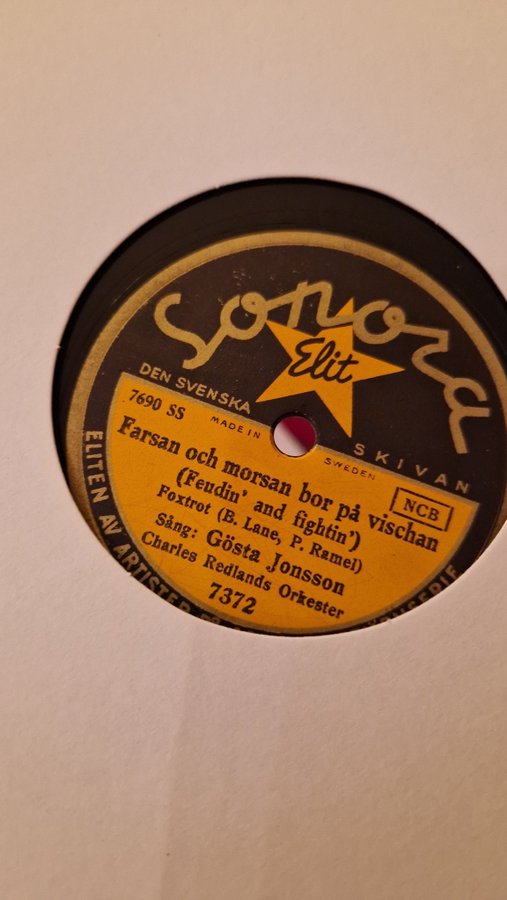 Sonora
Elit
DEN SVENSKA SKIVAN
7690 SS
MADE IN SWEDEN
NCB
Farsan och morsan bor på vischan
(Feudin' and fightin')
Foxtrot (B. Lane, P. Ramel)
Sång: Gösta Jonsson
Charles Redlands Orkester
7372
ELITEN AV ARTISTER